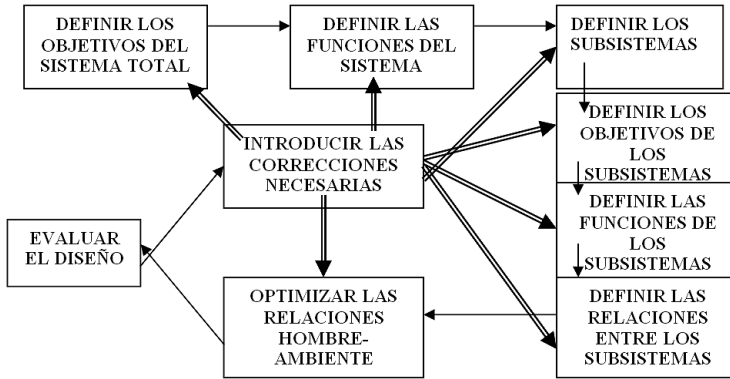 DEFINIR LOS
OBJETIVOS DEL
SISTEMA TOTAL
DEFINIR LAS
FUNCIONES DEL
SISTEMA
DEFINIR LOS
SUBSISTEMAS
DEFINIR LOS
OBJETIVOS DE
LOS
SUBSISTEMAS
INTRODUCIR LAS
CORRECCIONES
NECESARIAS
DEFINIR LAS
FUNCIONES DE
LOS
SUBSISTEMAS
EVALUAR
EL DISEÑO
OPTIMIZAR LAS
RELACIONES
HOMBRE-
AMBIENTE
DEFINIR LAS
RELACIONES
ENTRE LOS
SUBSISTEMAS